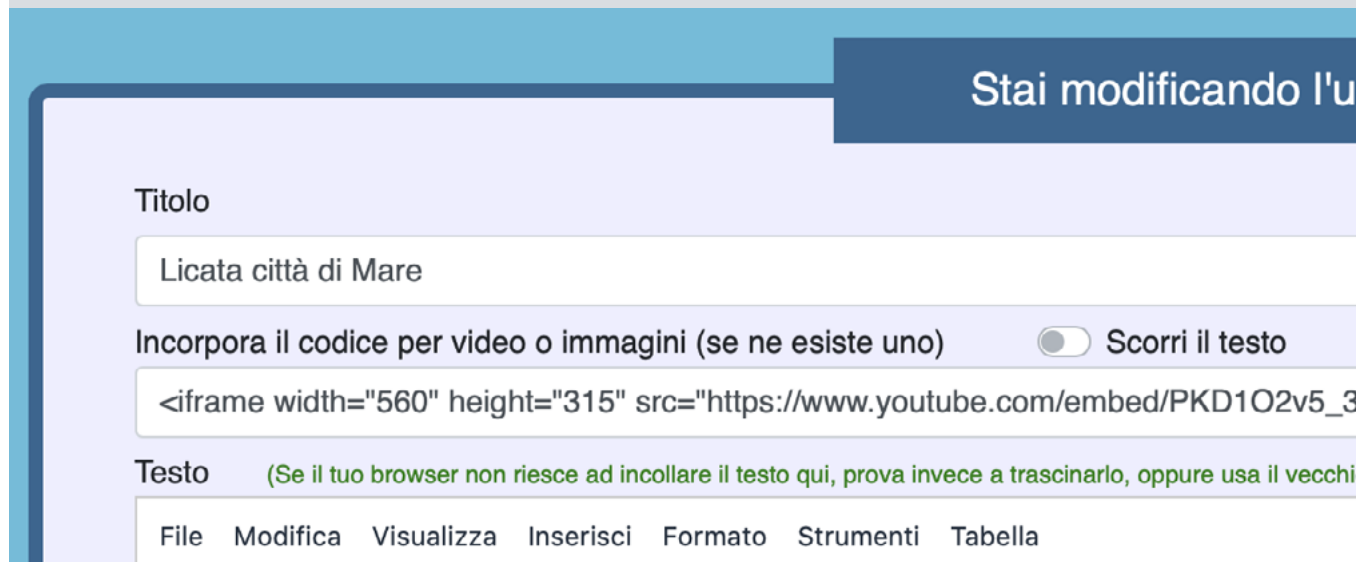 Stai modificando l'u
Titolo
Licata città di Mare
Incorpora il codice per video o immagini (se ne esiste uno) Scorri il testo
<iframe width="560" height="315" src="https://www.youtube.com/embed/PKD1O2v5_3
Testo (Se il tuo browser non riesce ad incollare il testo qui, prova invece a trascinarlo, oppure usa il vecchi
File Modifica Visualizza Inserisci Formato Strumenti Tabella